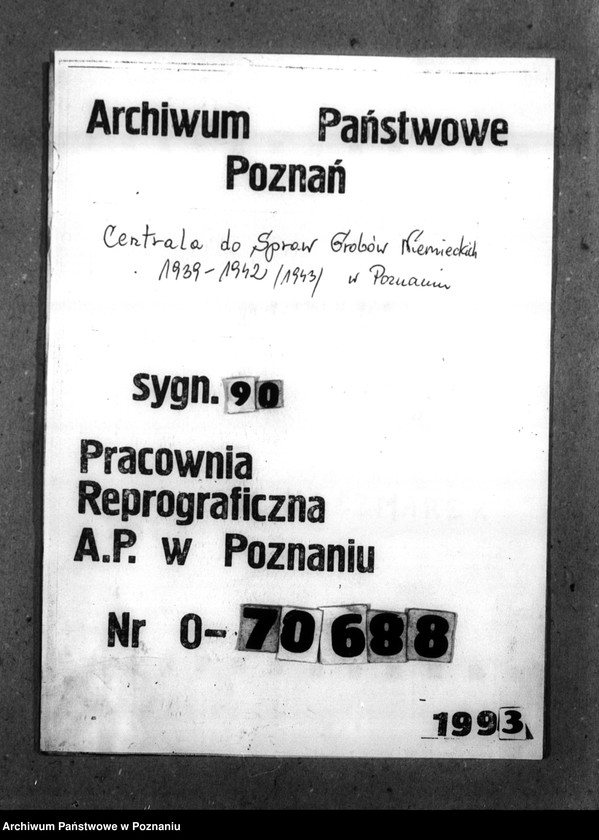 Archiwum Państwowe
Poznań
Centrala do Spraw Grobów Niemieckich
1939-1942 /1943/ w Poznaniu
sygn. 90
Pracownia
Reprograficzna
A.P. w Poznaniu
Nr O-70688
1993
Archiwum Państwowe w Poznaniu